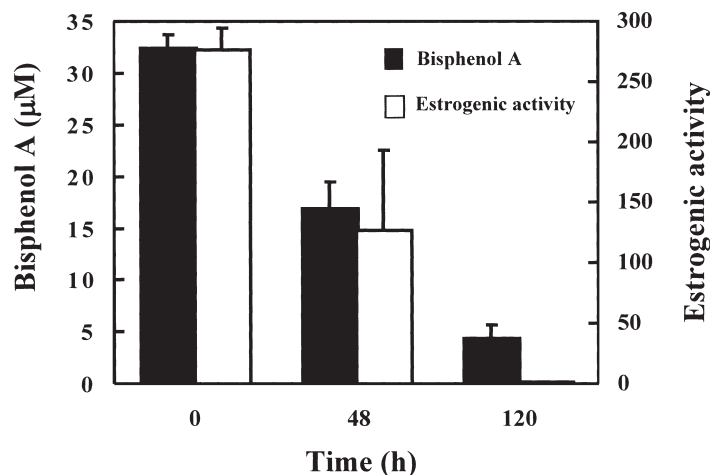 Bisphenol A (μM)
35
30
25
20
15
10
5
0
Bisphenol A
Estrogenic activity
300
250
200
150
100
50
0
Estrogenic activity
0 48 120
Time (h)